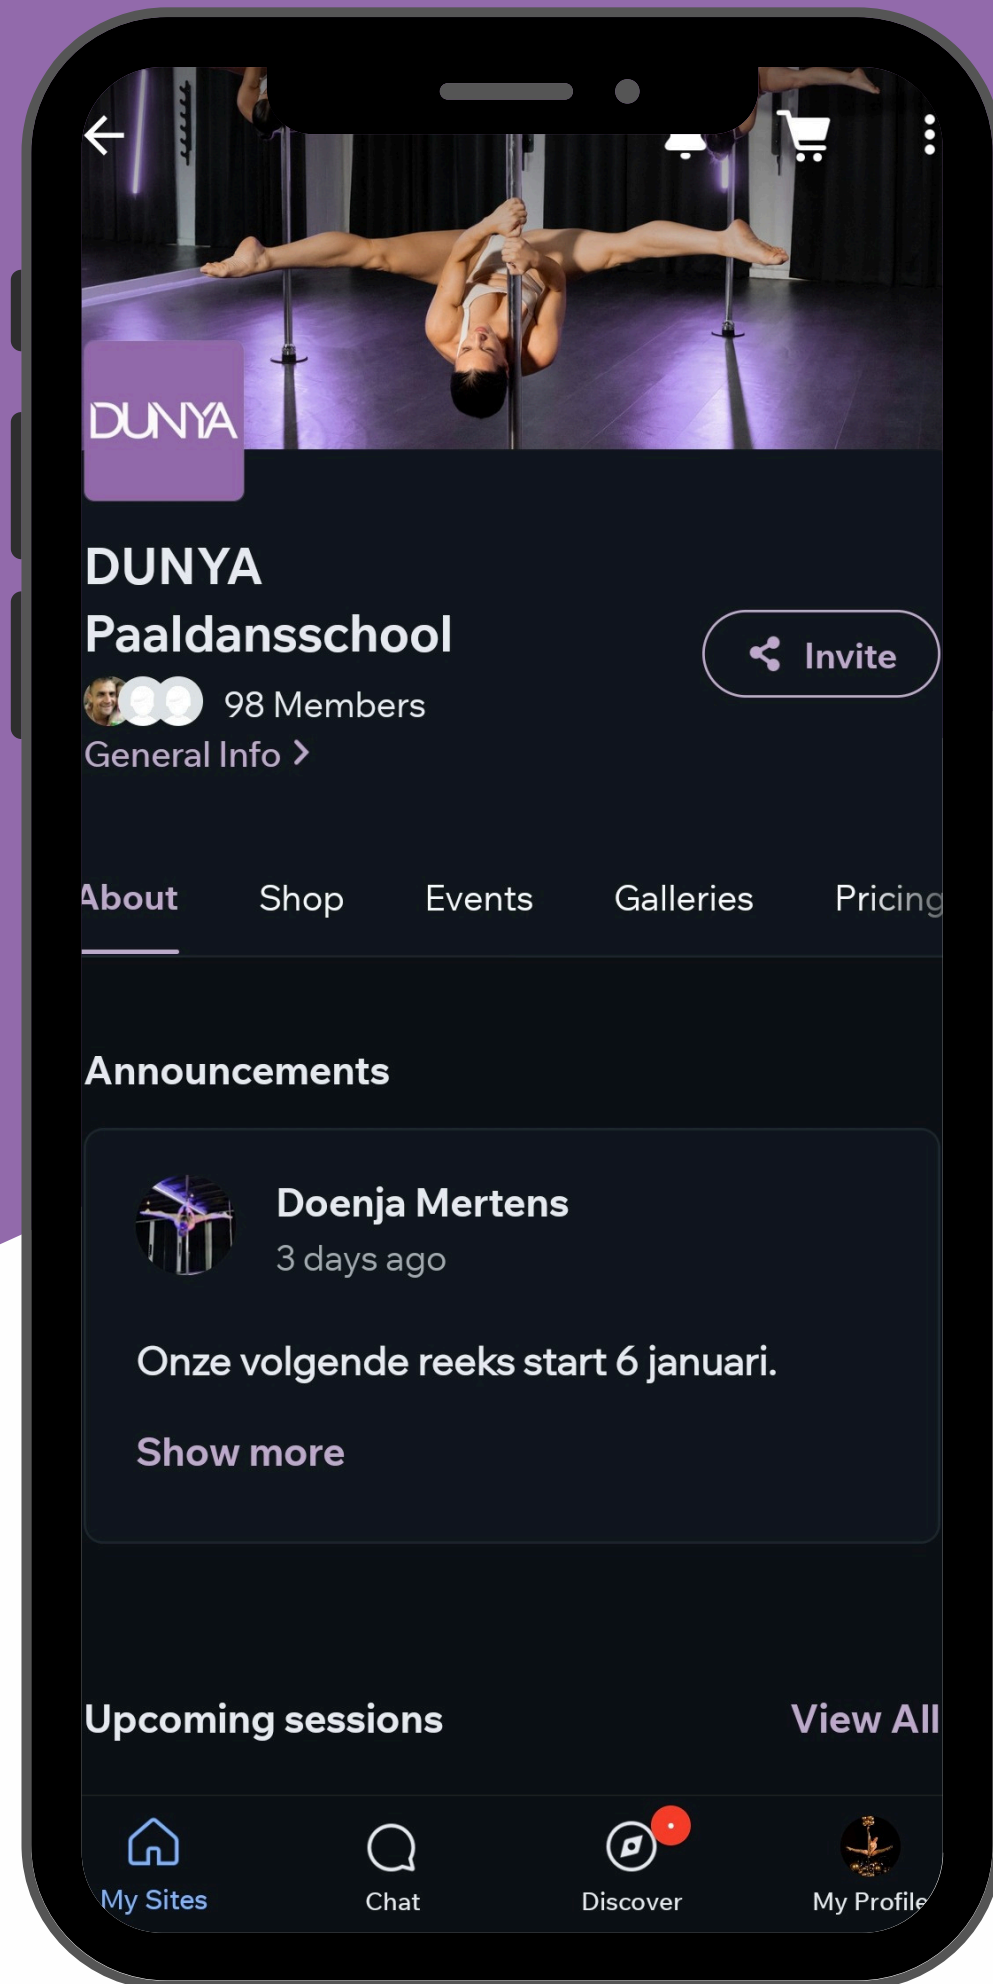 DUNYA
DUNYA
Paaldansschool
Invite
98 Members
General Info
About Shop Events Galleries Pricing
Announcements
Doenja Mertens
3 days ago
Onze volgende reeks start 6 januari.
Show more
Upcoming sessions View All
My Sites Chat Discover My Profile